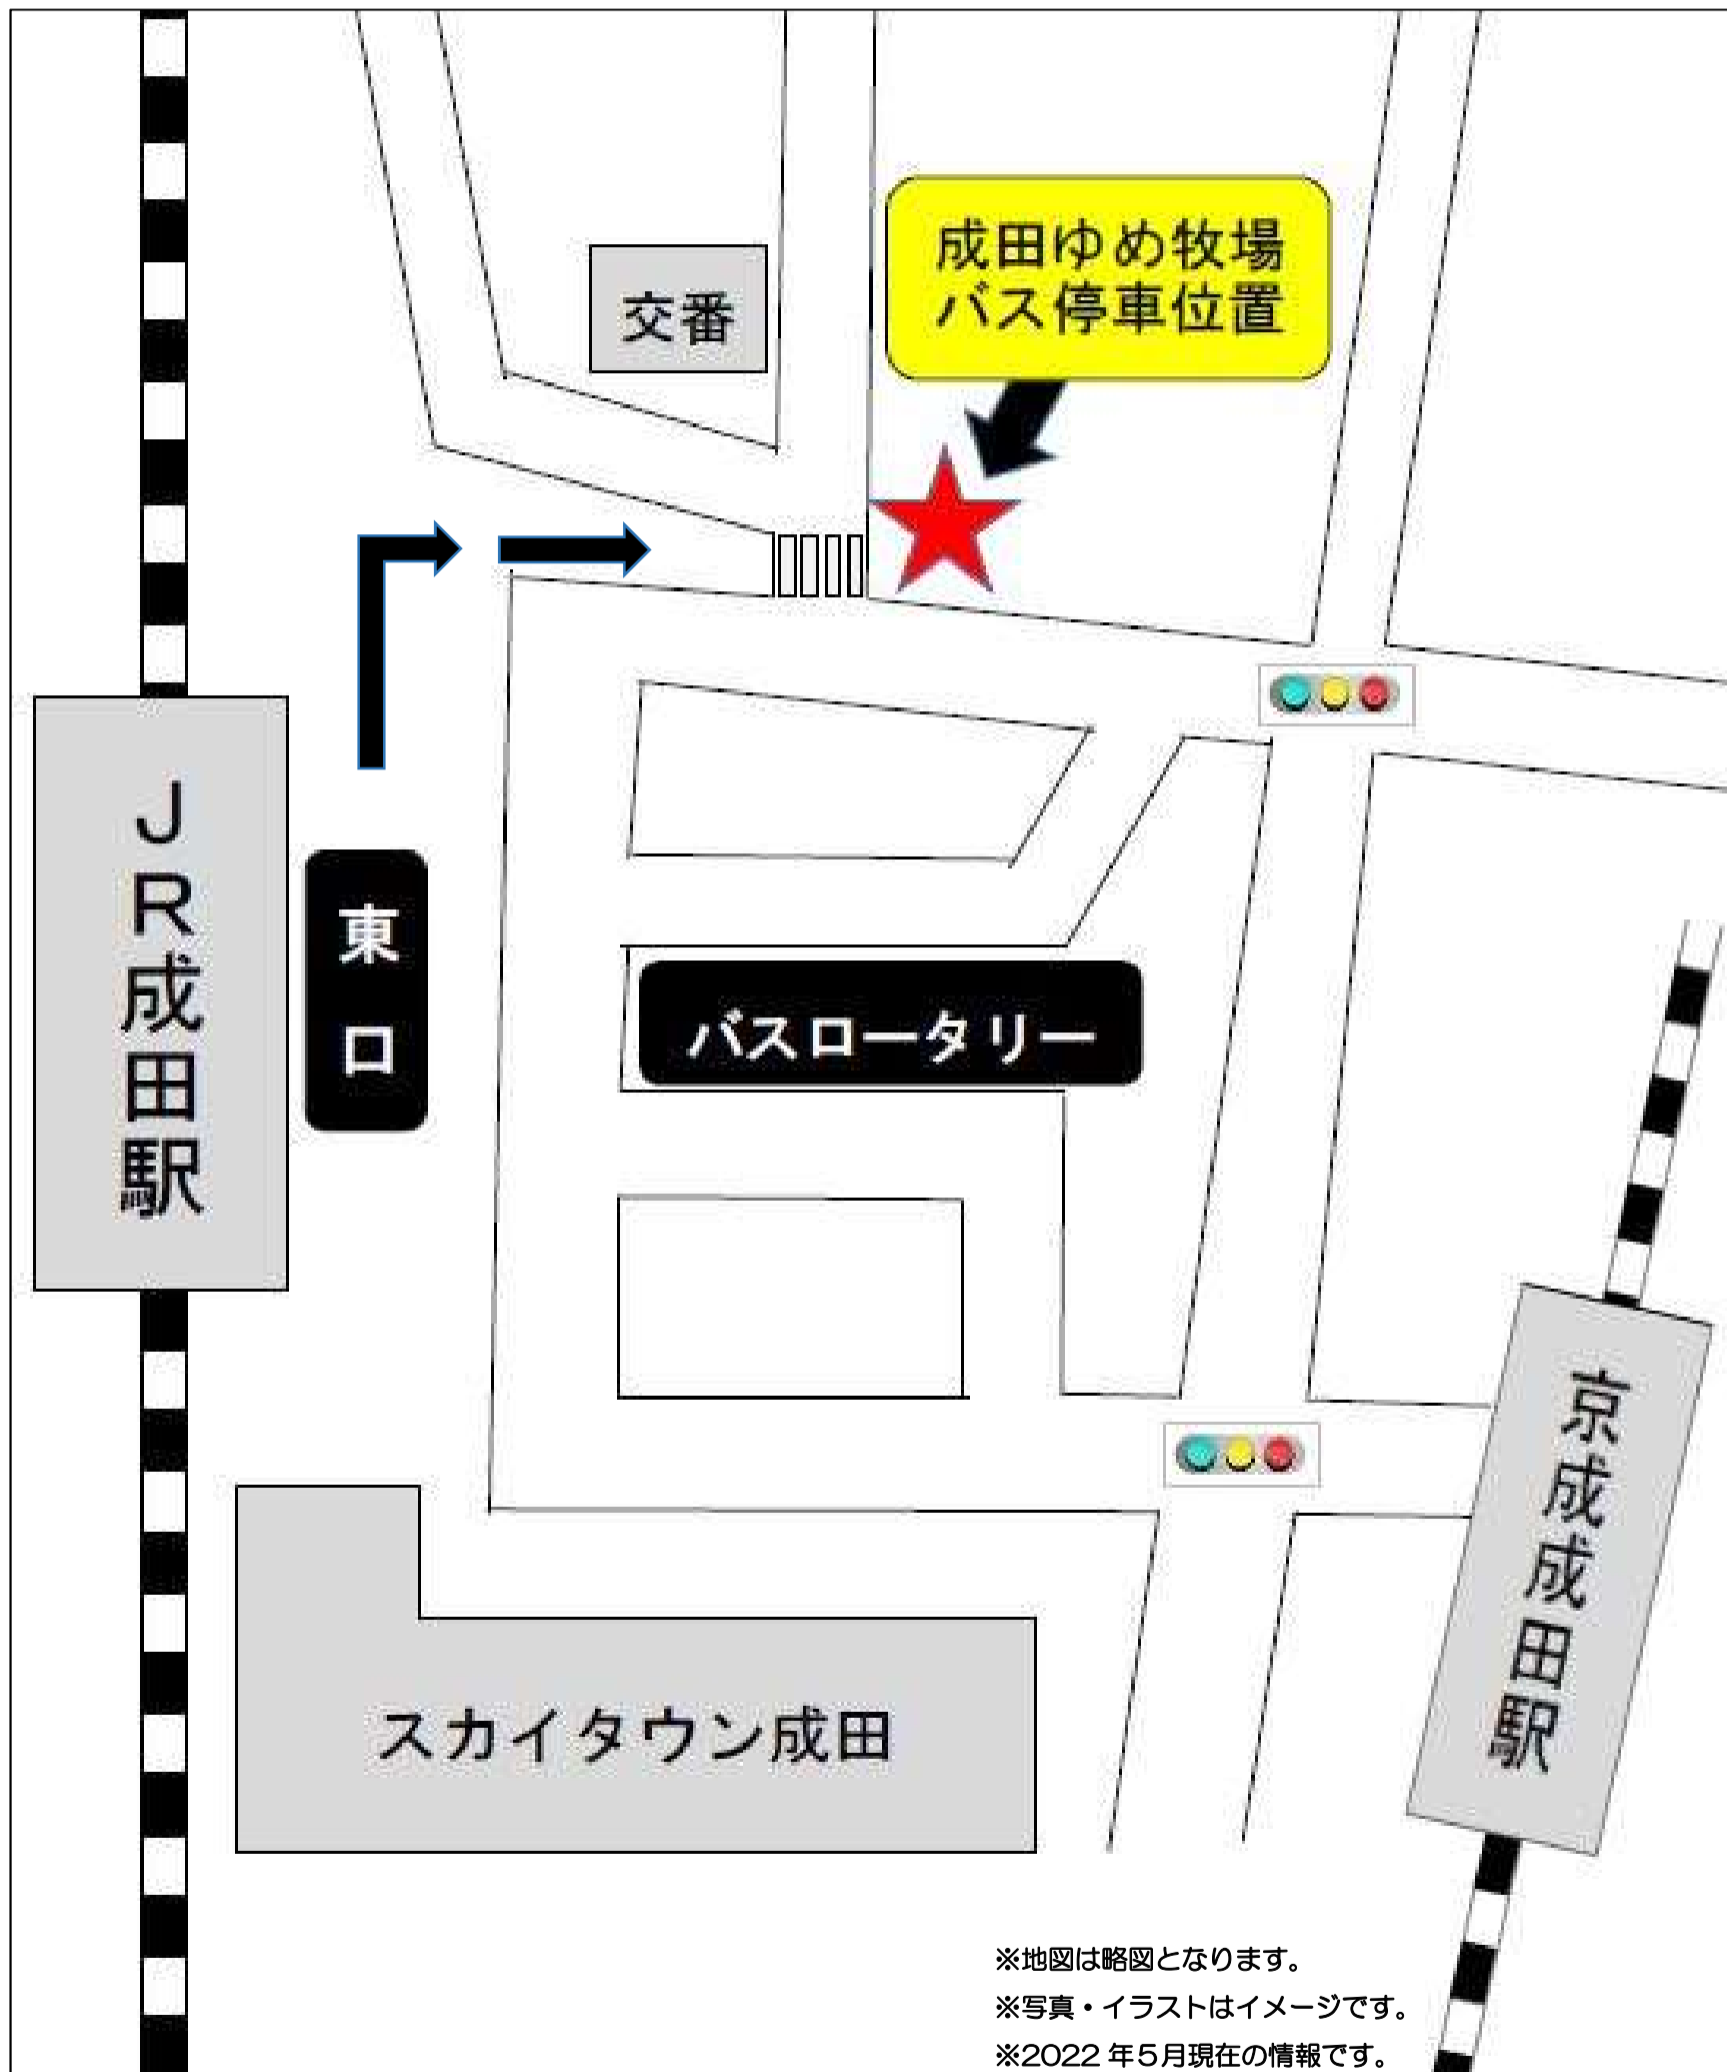 成田ゆめ牧場
バス停車位置
交番
JR成田駅
東口
バスロータリー
京成成田駅
スカイタウン成田
※地図は略図となります。
※写真・イラストはイメージです。
※2022年5月現在の情報です。